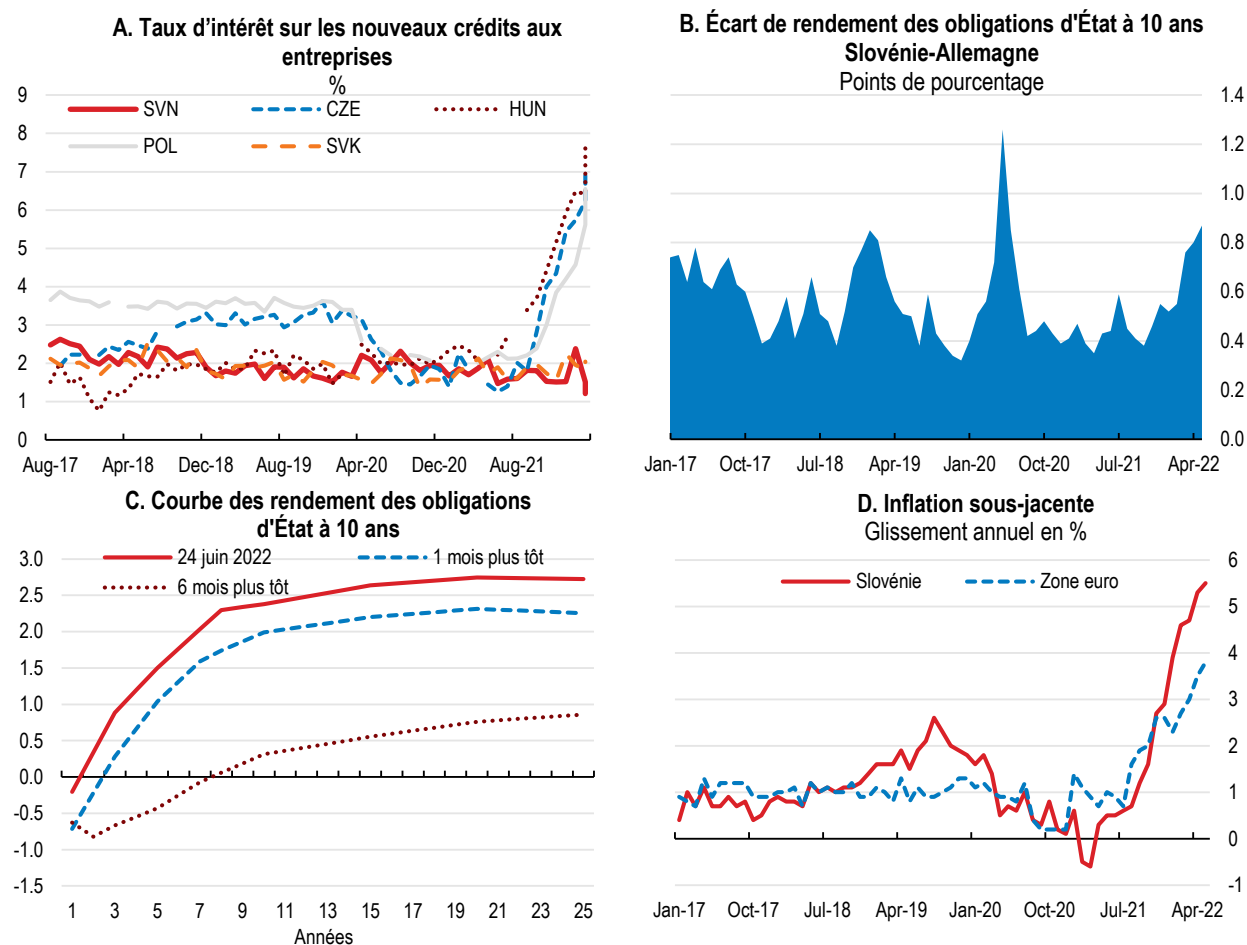 A. Taux d’intérêt sur les nouveaux crédits aux
entreprises
%
SVN CZE HUN
POL SVK
9
8
7
6
5
4
3
2
1
0
Aug-17 Apr-18 Dec-18 Aug-19 Apr-20 Dec-20 Aug-21
B. Écart de rendement des obligations d'État à 10 ans
Slovénie-Allemagne
Points de pourcentage
1.4
1.2
1.0
0.8
0.6
0.4
0.2
0.0
Jan-17 Oct-17 Jul-18 Apr-19 Jan-20 Oct-20 Jul-21 Apr-22
C. Courbe des rendement des obligations
d'État à 10 ans
24 juin 2022 1 mois plus tôt
6 mois plus tôt
3.0
2.5
2.0
1.5
1.0
0.5
0.0
-0.5
-1.0
-1.5
1 3 5 7 9 11 13 15 17 19 21 23 25
Années
D. Inflation sous-jacente
Glissement annuel en %
Slovénie Zone euro
6
5
4
3
2
1
0
-1
Jan-17 Oct-17 Jul-18 Apr-19 Jan-20 Oct-20 Jul-21 Apr-22